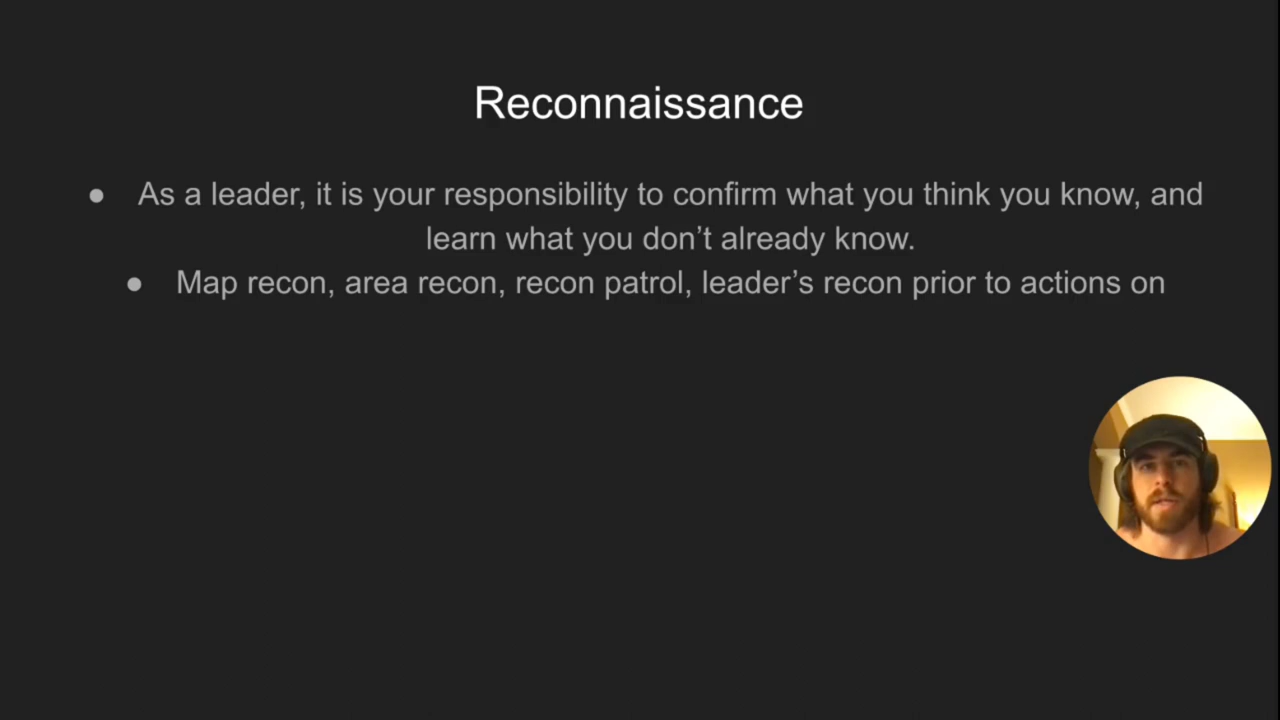 Reconnaissance
● As a leader, it is your responsibility to confirm what you think you know, and
learn what you don’t already know.
● Map recon, area recon, recon patrol, leader’s recon prior to actions on